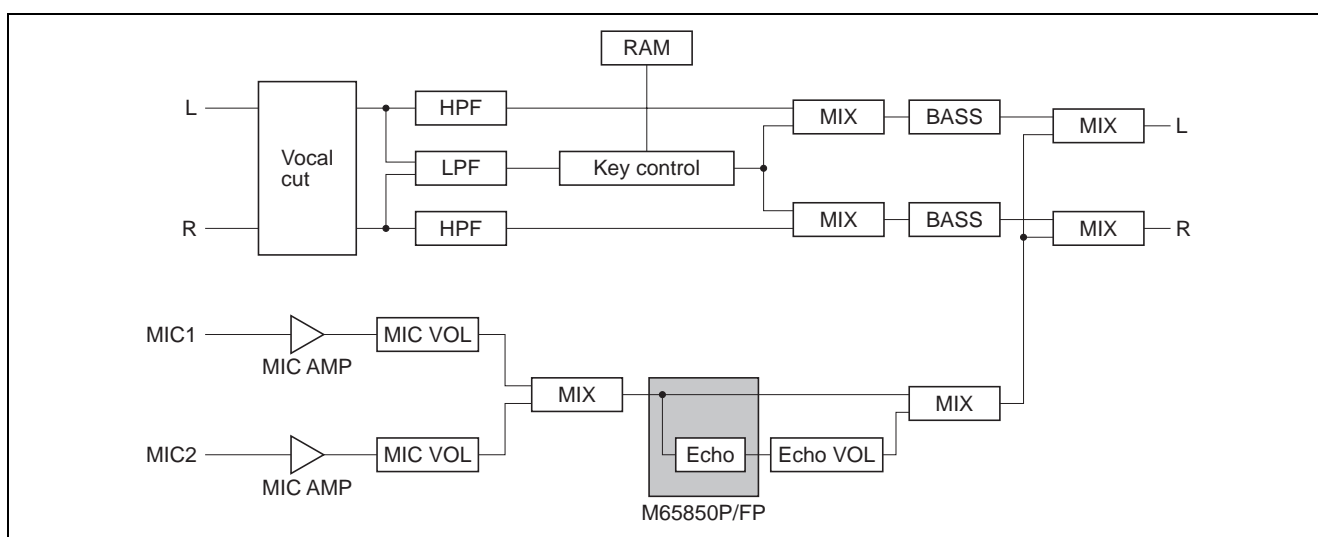 RAM
L
HPF
MIX
BASS
MIX
L
Vocal
cut
LPF
Key control
R
HPF
MIX
BASS
MIX
R
MIC1
MIC AMP
MIC VOL
MIX
MIX
MIC2
MIC AMP
MIC VOL
Echo
Echo VOL
M65850P/FP